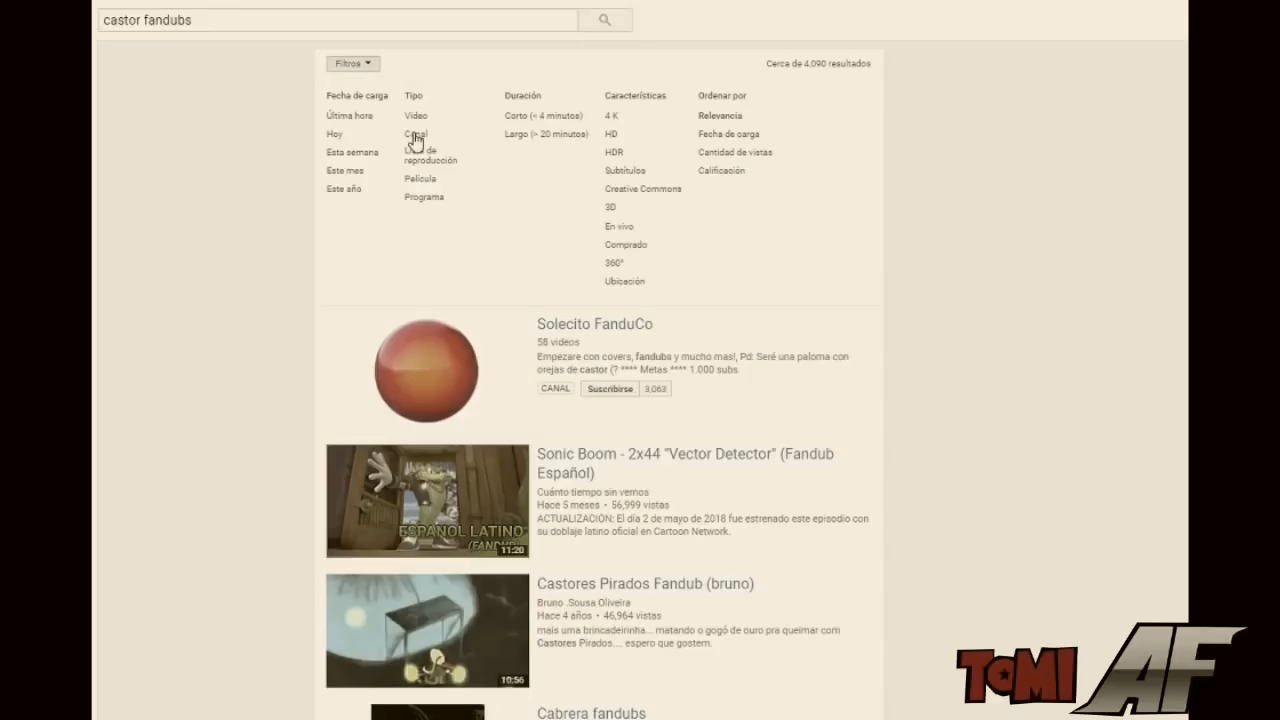 castor fandubs
Filtros
Cerca de 4,090 resultados
Fecha de carga
Última hora
Hoy
Esta semana
Este mes
Este año
Tipo
Video
reproducción
Película
Programa
Duración
Corto (< 4 minutos)
Largo (> 20 minutos)
Características
4 K
HD
HDR
Subtítulos
Creative Commons
3D
En vivo
Comprado
360°
Ubicación
Ordenar por
Relevancia
Fecha de carga
Cantidad de vistas
Calificación
Solecito FanduCo
58 videos
Empezare con covers, fandubs y mucho mas!, Pd: Seré una paloma con
orejas de castor (? **** Metas **** 1.000 subs
CANAL Suscribirse 3,063
Sonic Boom - 2x44 "Vector Detector" (Fandub
Español)
Cuánto tiempo sin vernos
Hace 5 meses • 56,999 vistas
ACTUALIZACIÓN: El día 2 de mayo de 2018 fue estrenado este episodio con
su doblaje latino oficial en Cartoon Network.
ESPAÑOL LATINO
(FANDUB)
11:20
Castores Pirados Fandub (bruno)
Bruno .Sousa Oliveira
Hace 4 años • 46,964 vistas
mais uma brincadeirinha... matando o gogó de ouro pra queimar com
Castores Pirados.... espero que gostem.
10:56
Cabrera fandubs
TOMI AF